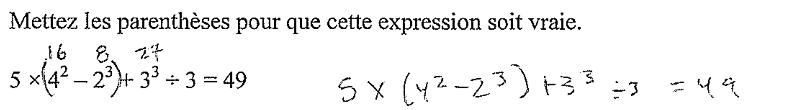 Mettez les parenthèses pour que cette expression soit vraie.
16 8 27
5 ×(4² – 2³)+ 3³ ÷ 3 = 49 5 × (4²-2³) +3³ ÷3 = 49